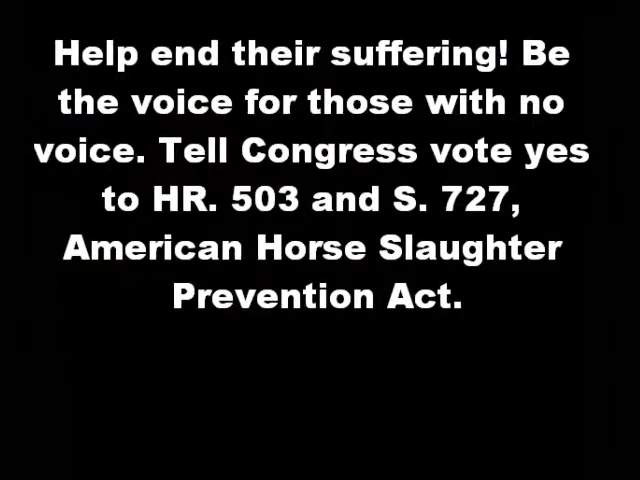 Help end their suffering! Be
the voice for those with no
voice. Tell Congress vote yes
to HR. 503 and S. 727,
American Horse Slaughter
Prevention Act.